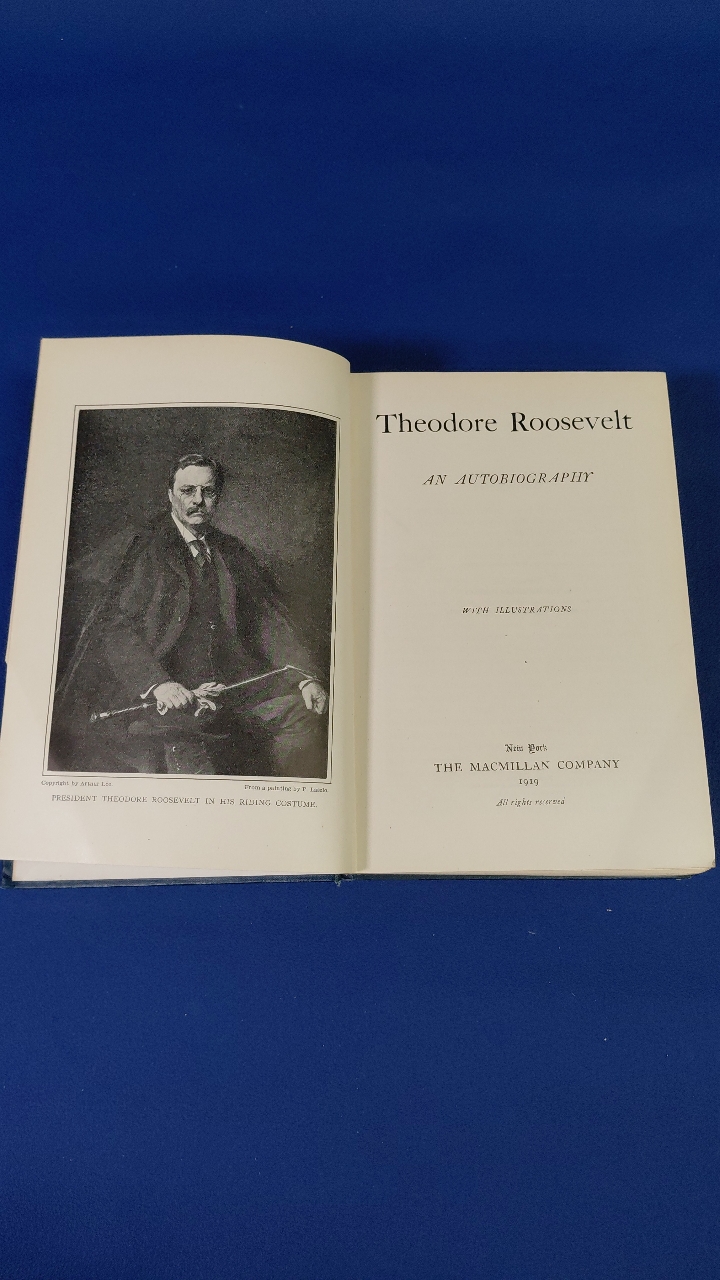 Copyright by Arthur Lee
From a painting by P. Laszlo
PRESIDENT THEODORE ROOSEVELT IN HIS RIDING COSTUME.
Theodore Roosevelt
AN AUTOBIOGRAPHY
WITH ILLUSTRATIONS
New York
THE MACMILLAN COMPANY
1919
All rights reserved